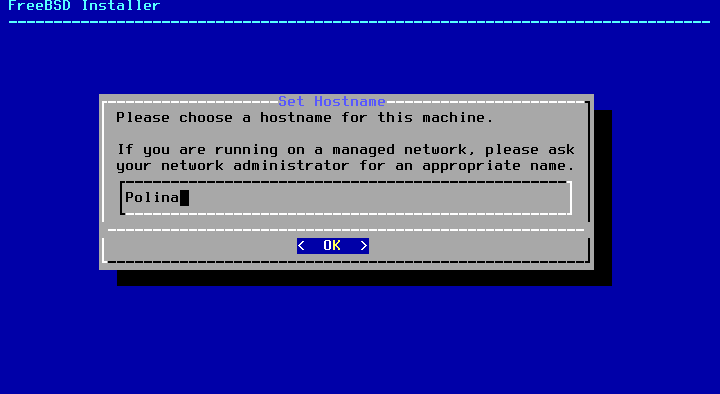 FreeBSD Installer
Set Hostname
Please choose a hostname for this machine.
If you are running on a managed network, please ask
your network administrator for an appropriate name.
Polina
< OK >